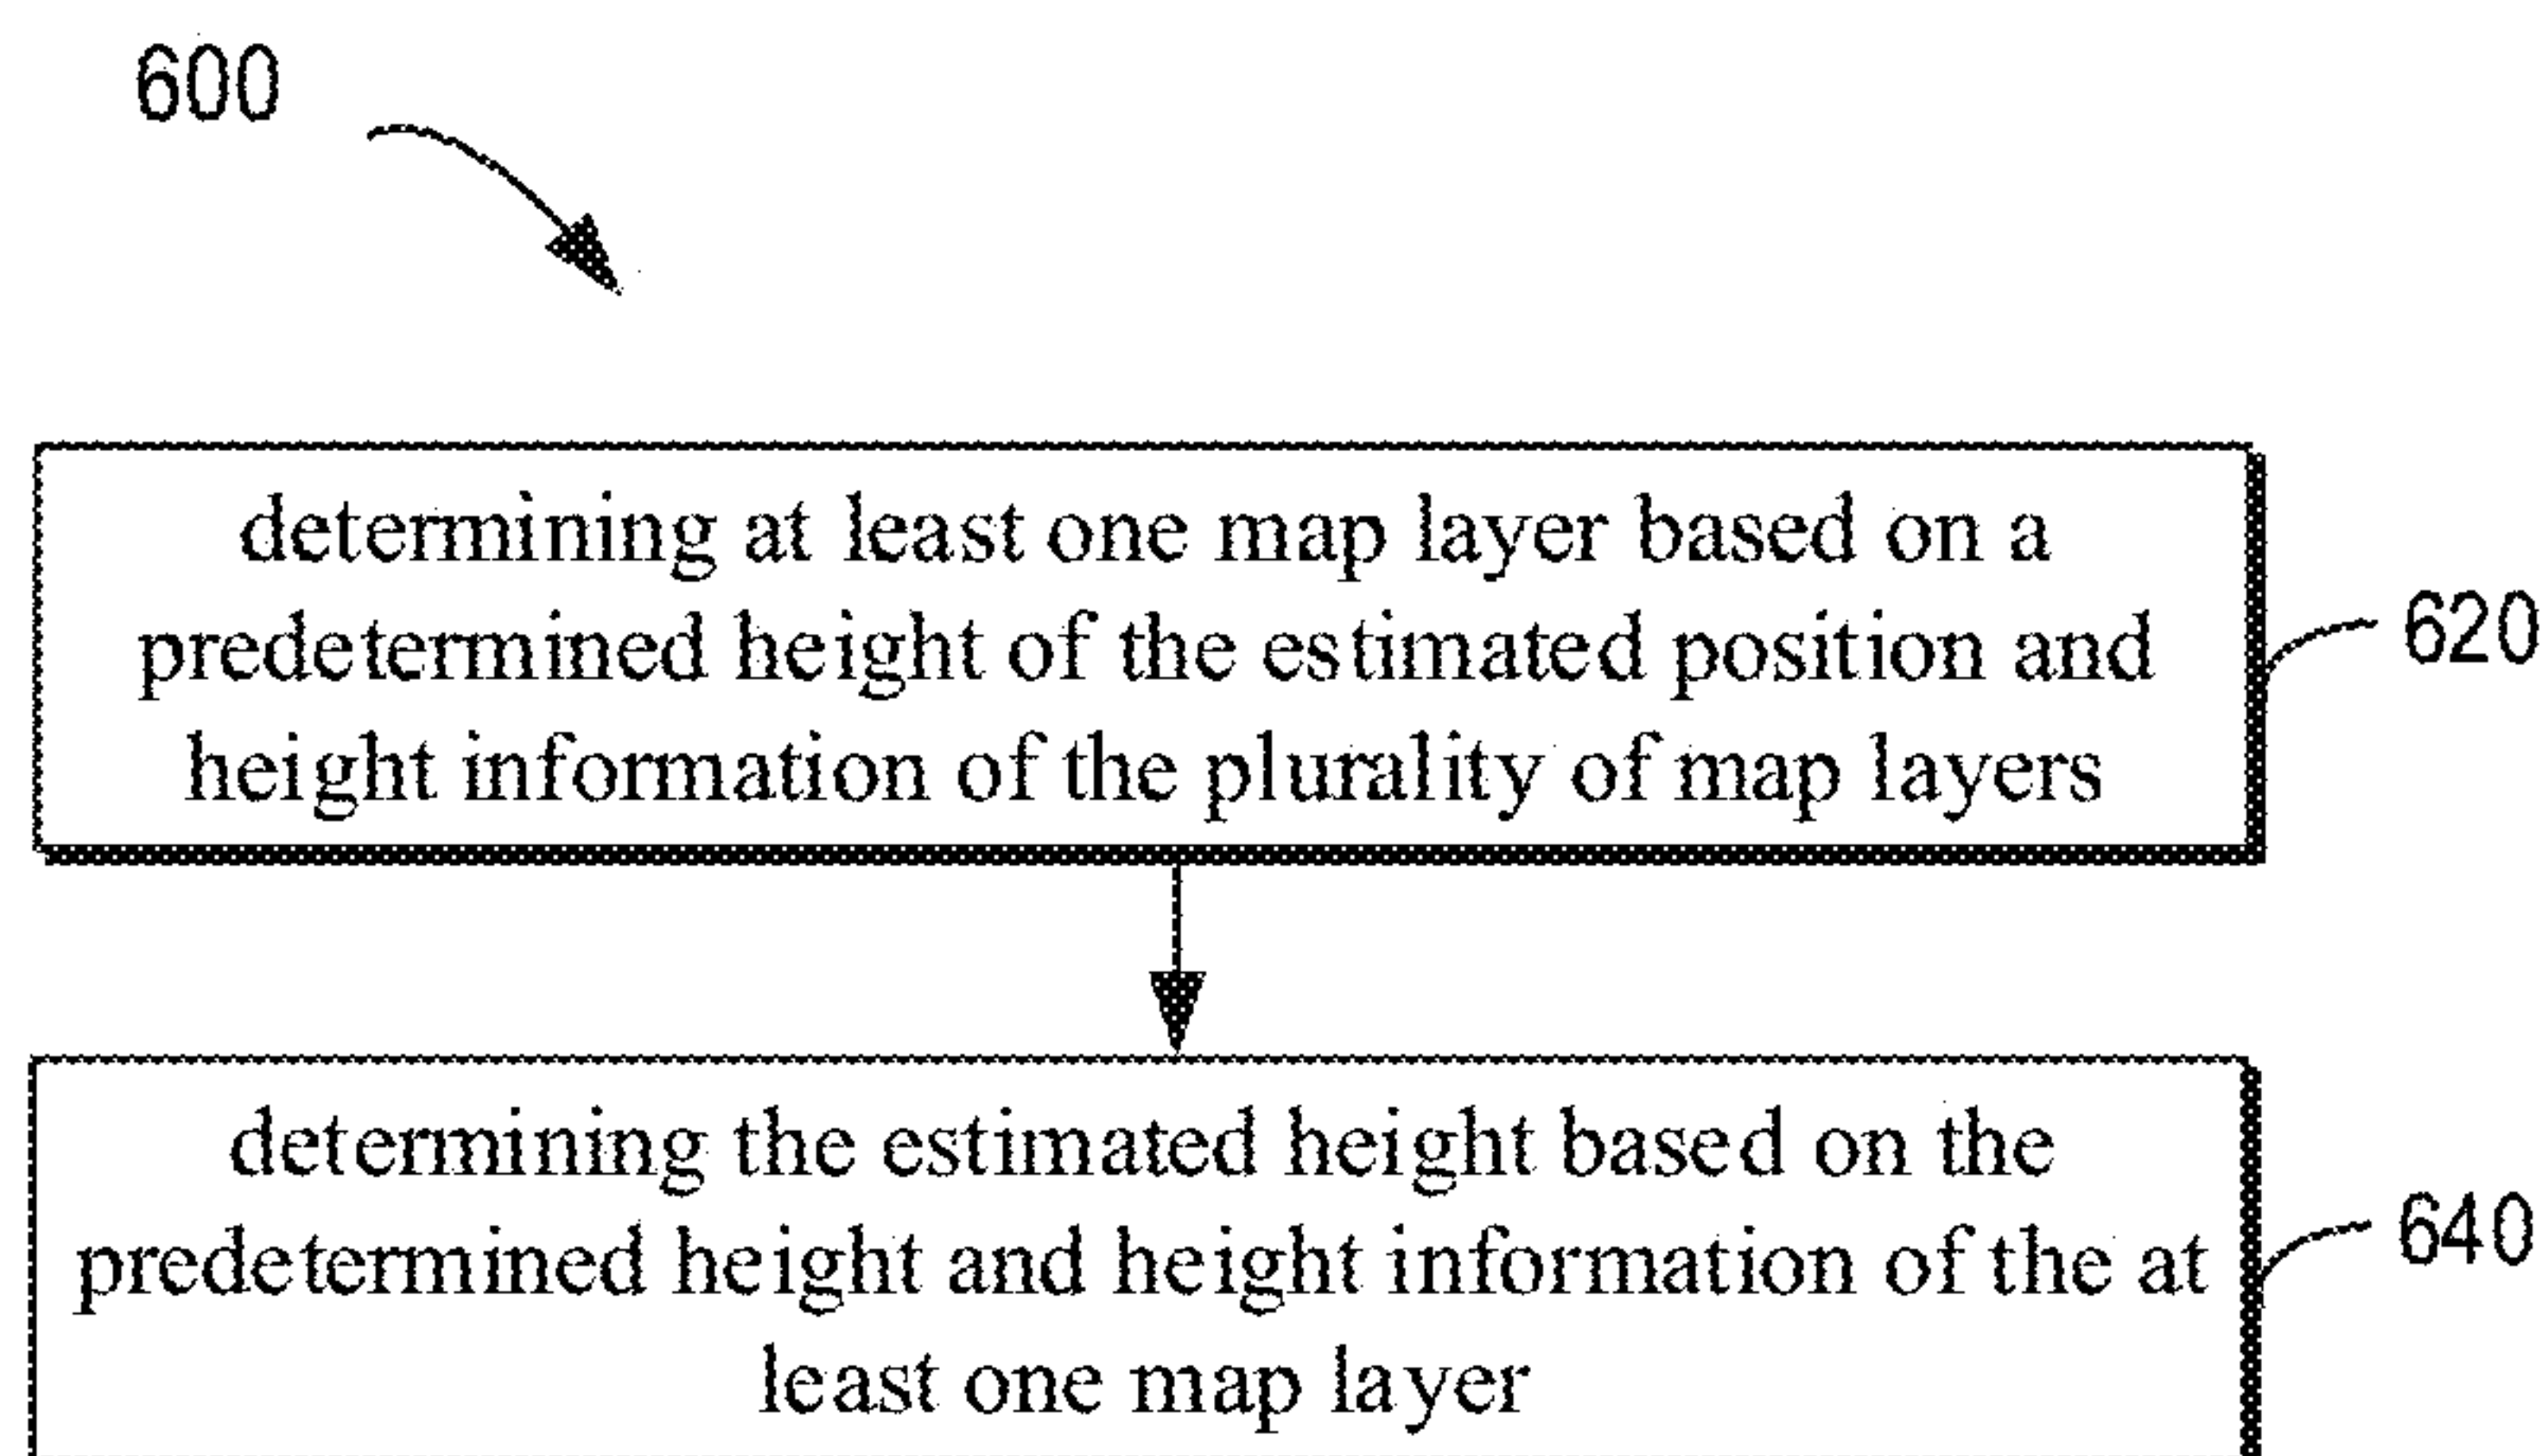 600
determining at least one map layer based on a
predetermined height of the estimated position and
height information of the plurality of map layers
620
determining the estimated height based on the
predetermined height and height information of the at
least one map layer
640